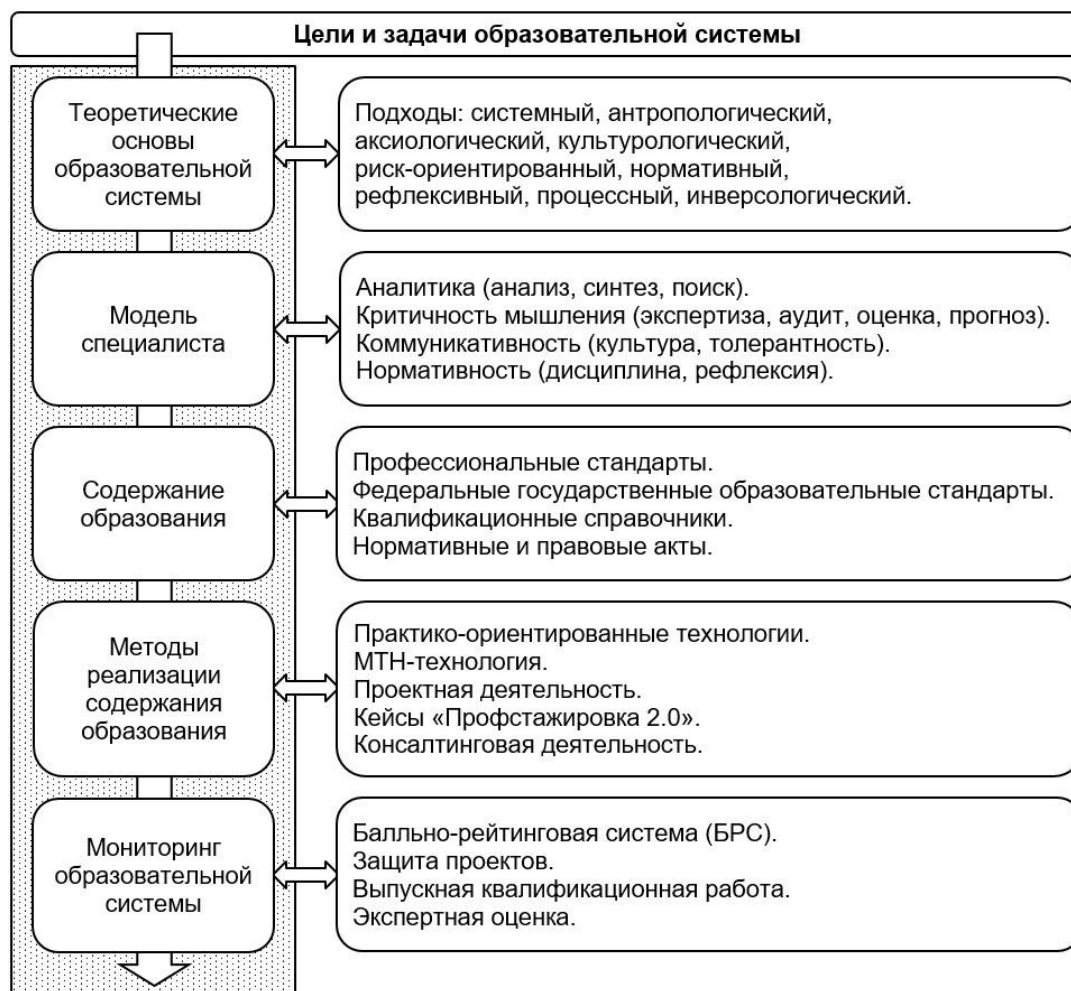 Цели и задачи образовательной системы
Теоретические
основы
образовательной
системы
Подходы: системный, антропологический,
аксиологический, культурологический,
риск-ориентированный, нормативный,
рефлексивный, процессный, инверсологический.
Модель
специалиста
Аналитика (анализ, синтез, поиск).
Критичность мышления (экспертиза, аудит, оценка, прогноз).
Коммуникативность (культура, толерантность).
Нормативность (дисциплина, рефлексия).
Содержание
образования
Профессиональные стандарты.
Федеральные государственные образовательные стандарты.
Квалификационные справочники.
Нормативные и правовые акты.
Методы
реализации
содержания
образования
Практико-ориентированные технологии.
МТН-технология.
Проектная деятельность.
Кейсы «Профстажировка 2.0».
Консалтинговая деятельность.
Мониторинг
образовательной
системы
Балльно-рейтинговая система (БРС).
Защита проектов.
Выпускная квалификационная работа.
Экспертная оценка.